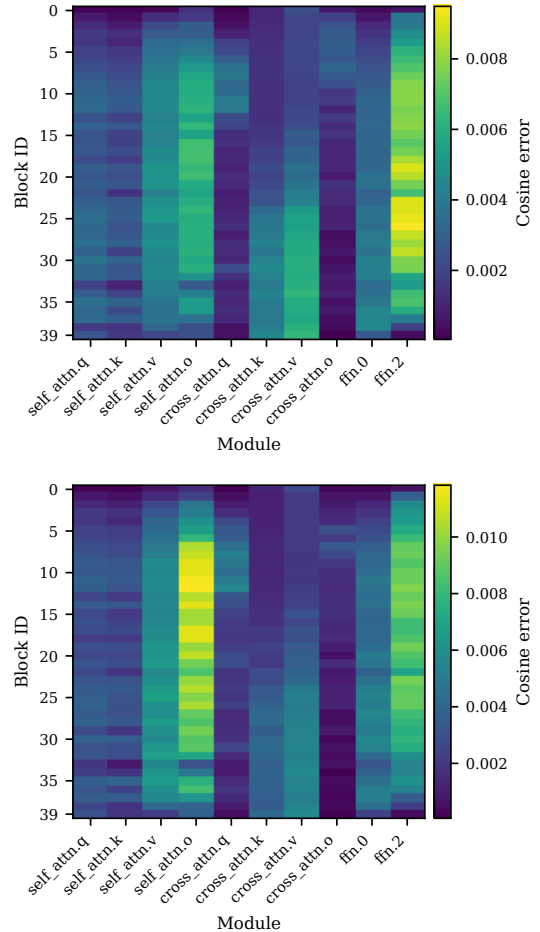 0
5
10
15
20
25
30
35
39
Block ID
self_attn.q
self_attn.k
self_attn.v
self_attn.o
cross_attn.q
cross_attn.k
cross_attn.v
cross_attn.o
ffn.0
ffn.2
Module
0.008
0.006
0.004
0.002
Cosine error
0
5
10
15
20
25
30
35
39
Block ID
self_attn.q
self_attn.k
self_attn.v
self_attn.o
cross_attn.q
cross_attn.k
cross_attn.v
cross_attn.o
ffn.0
ffn.2
Module
0.010
0.008
0.006
0.004
0.002
Cosine error